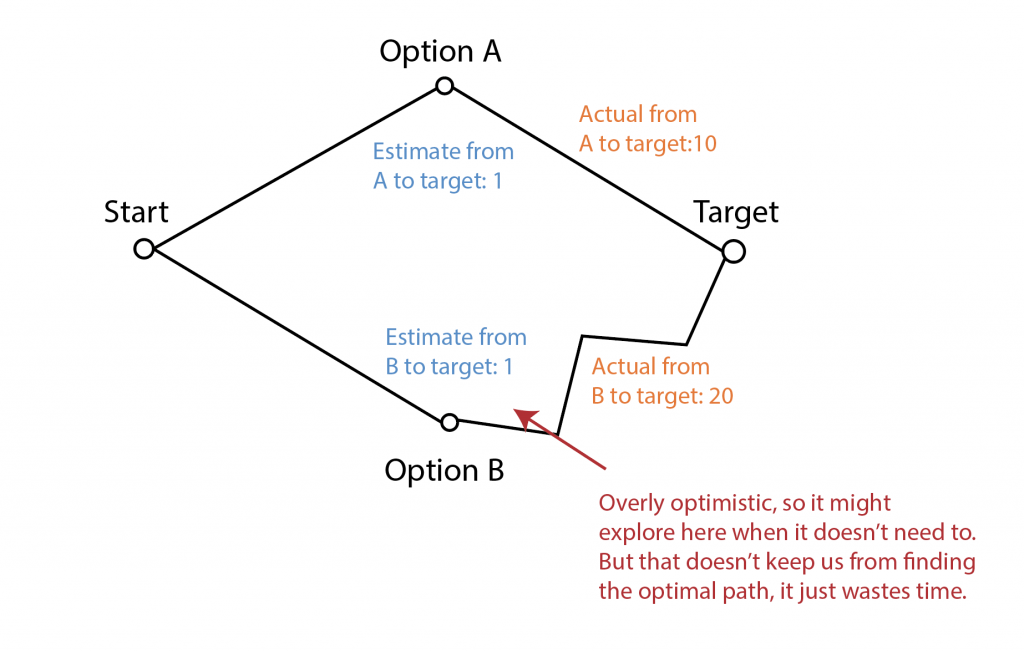 Option A
Actual from
A to target:10
Estimate from
A to target: 1
Start
Target
Estimate from
B to target: 1
Actual from
B to target: 20
Option B
Overly optimistic, so it might
explore here when it doesn’t need to.
But that doesn’t keep us from finding
the optimal path, it just wastes time.